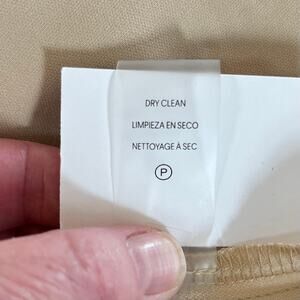 DRY CLEAN
LIMPIEZA EN SECO
NETTOYAGE À SEC
P